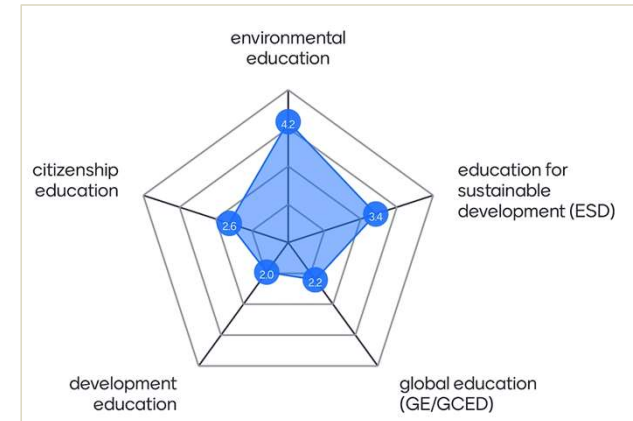 environmental
education
4.2
citizenship
education
education for
sustainable
development (ESD)
2.6
3.4
2.0
2.2
development
education
global education
(GE/GCED)